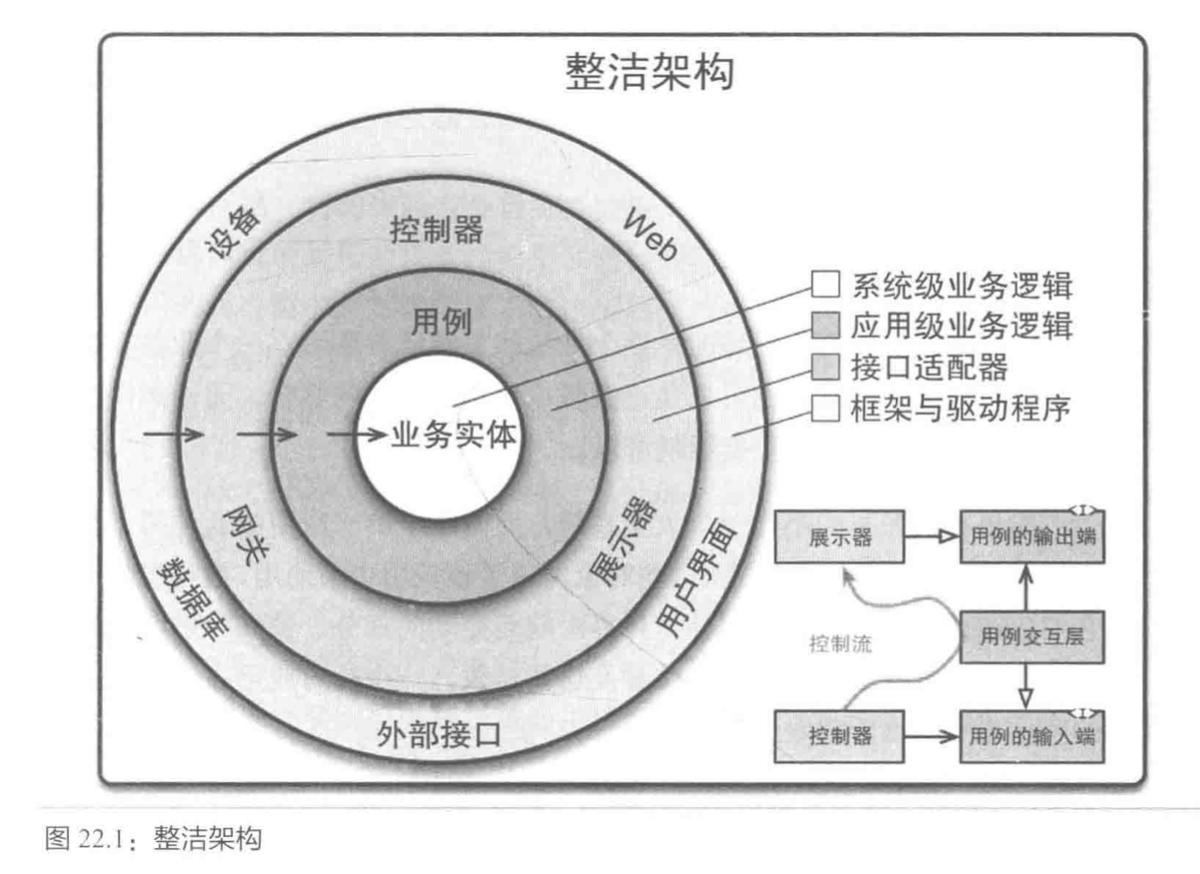 整洁架构
设备
控制器
Web
用例
业务实体
网关
展示器
数据库
用户界面
外部接口
系统级业务逻辑
应用级业务逻辑
接口适配器
框架与驱动程序
展示器
<I>
用例的输出端
控制流
用例交互层
控制器
<I>
用例的输入端
图 22.1：整洁架构